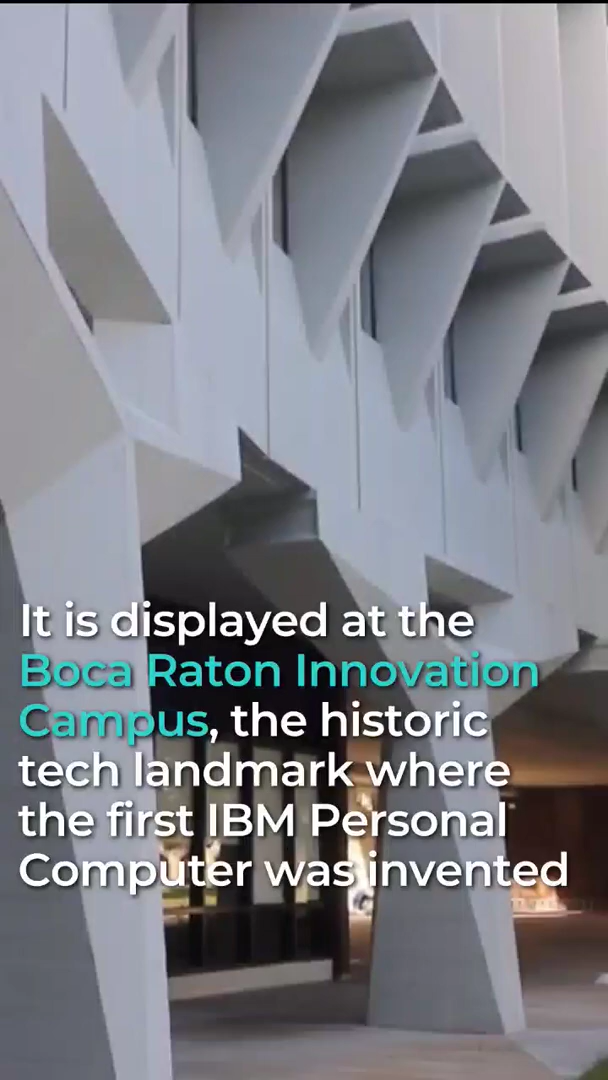 It is displayed at the
Boca Raton Innovation
Campus, the historic
tech landmark where
the first IBM Personal
Computer was invented